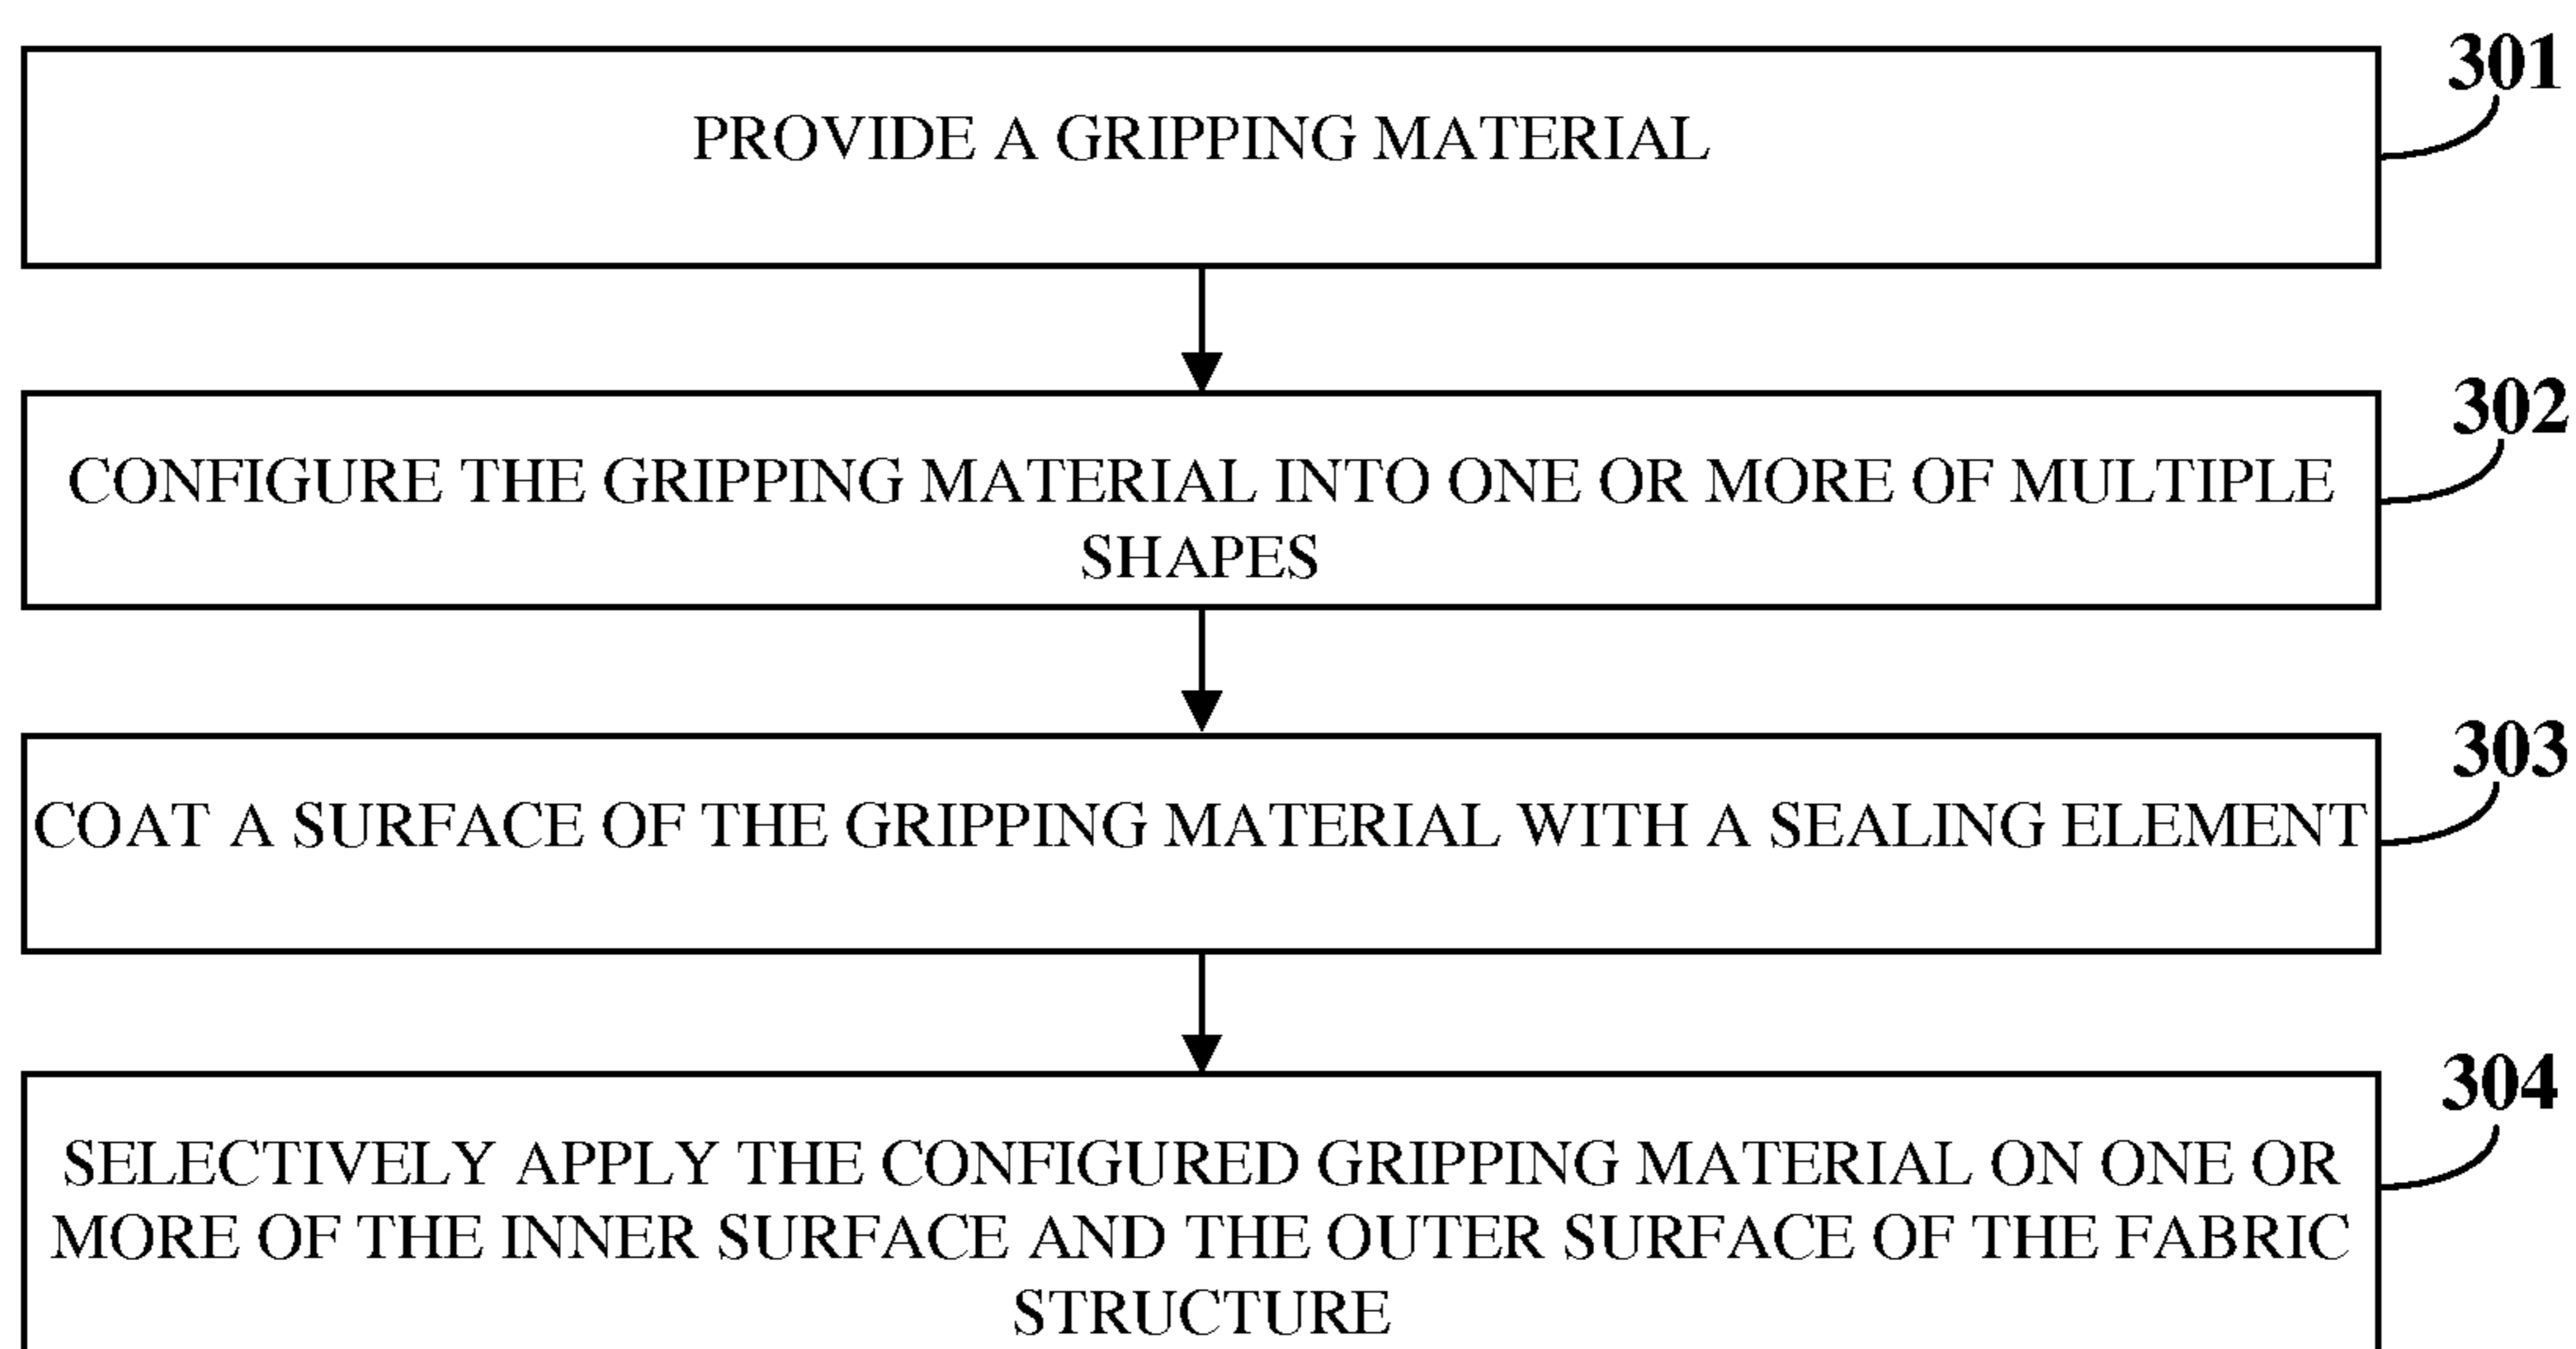 301
PROVIDE A GRIPPING MATERIAL
302
CONFIGURE THE GRIPPING MATERIAL INTO ONE OR MORE OF MULTIPLE
SHAPES
303
COAT A SURFACE OF THE GRIPPING MATERIAL WITH A SEALING ELEMENT
304
SELECTIVELY APPLY THE CONFIGURED GRIPPING MATERIAL ON ONE OR
MORE OF THE INNER SURFACE AND THE OUTER SURFACE OF THE FABRIC
STRUCTURE